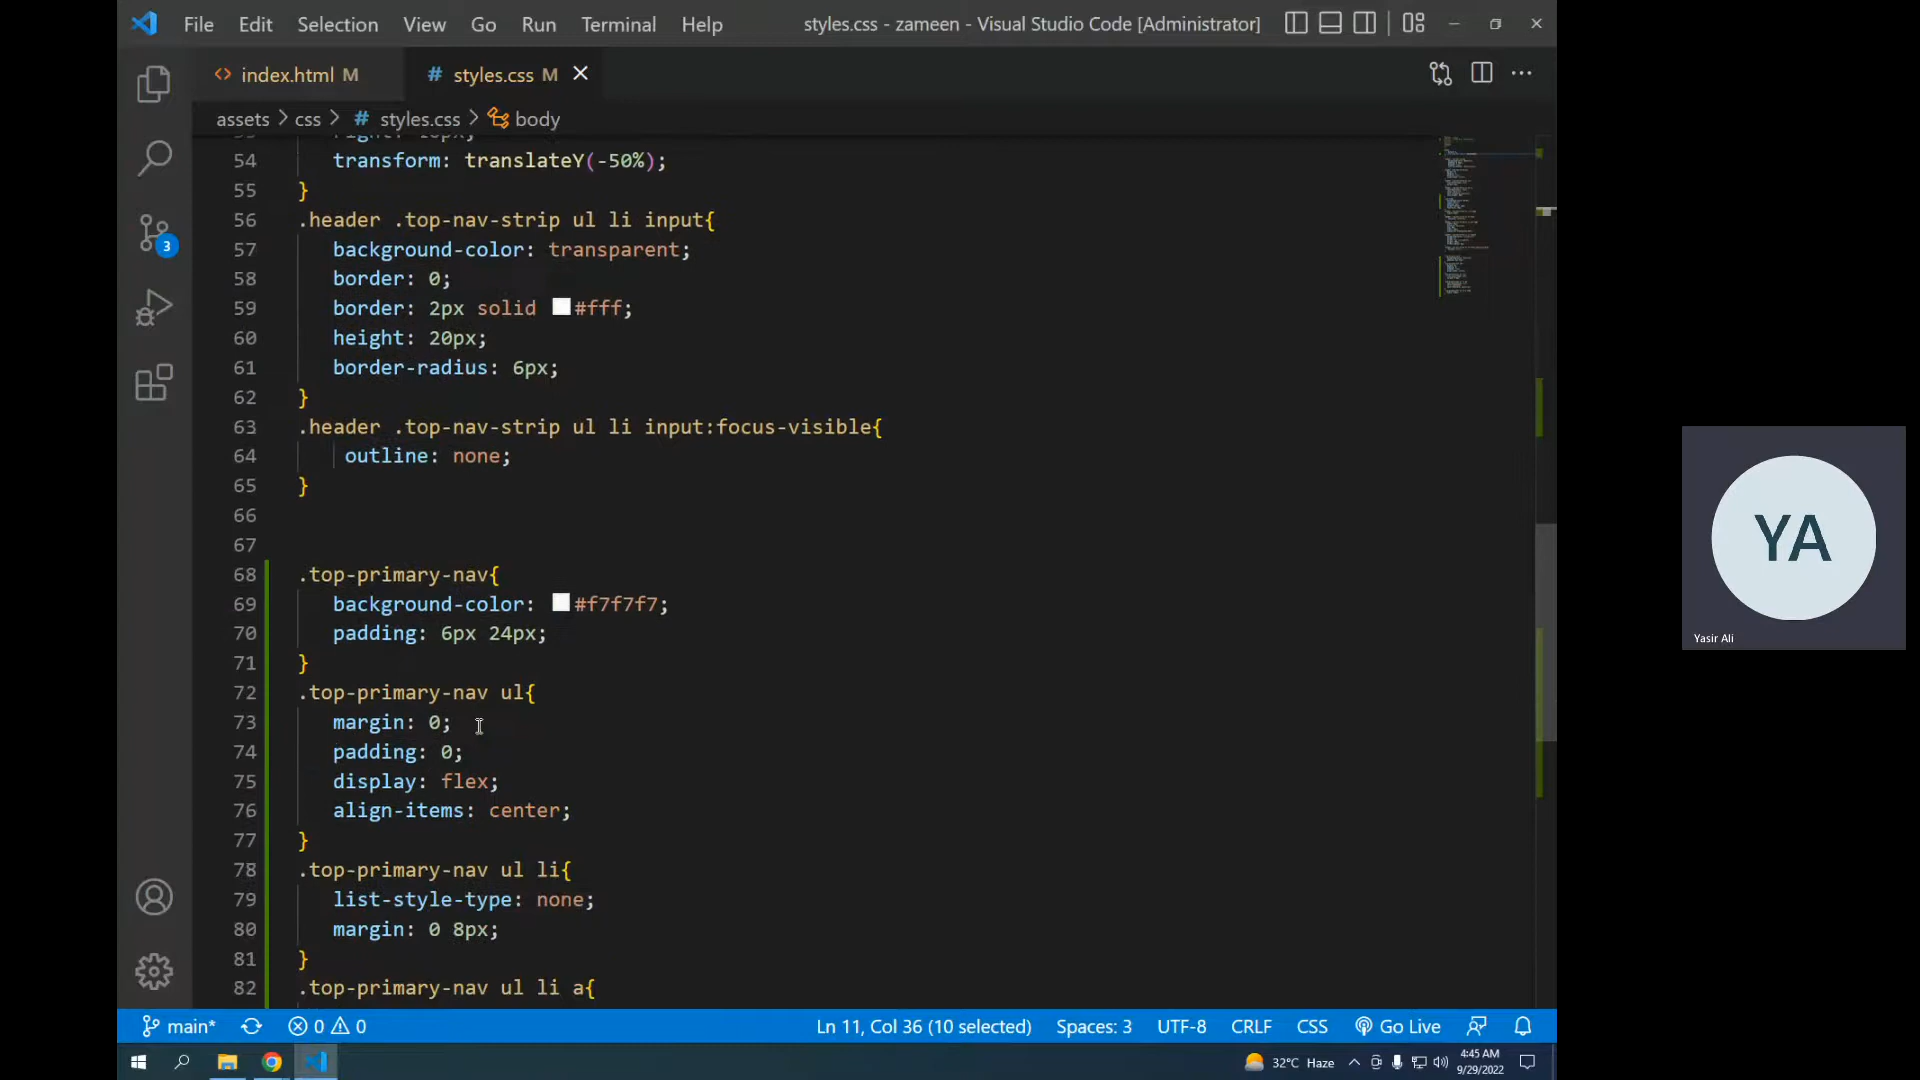 File Edit Selection View Go Run Terminal Help styles.css - zameen - Visual Studio Code [Administrator]
<> index.html M # styles.css M
assets > css > # styles.css > body
54 transform: translateY(-50%);
55 }
56 .header .top-nav-strip ul li input{
57 background-color: transparent;
58 border: 0;
59 border: 2px solid #fff;
60 height: 20px;
61 border-radius: 6px;
62 }
63 .header .top-nav-strip ul li input:focus-visible{
64 outline: none;
65 }
66
67
68 .top-primary-nav{
69 background-color: #f7f7f7;
70 padding: 6px 24px;
71 }
72 .top-primary-nav ul{
73 margin: 0;
74 padding: 0;
75 display: flex;
76 align-items: center;
77 }
78 .top-primary-nav ul li{
79 list-style-type: none;
80 margin: 0 8px;
81 }
82 .top-primary-nav ul li a{
3
main* 0 0 Ln 11, Col 36 (10 selected) Spaces: 3 UTF-8 CRLF CSS Go Live
32°C Haze 4:45 AM
9/29/2022
YA
Yasir Ali